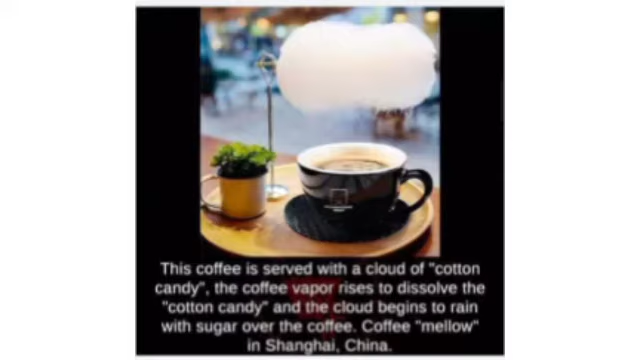 This coffee is served with a cloud of "cotton
candy", the coffee vapor rises to dissolve the
"cotton candy" and the cloud begins to rain
with sugar over the coffee. Coffee "mellow"
in Shanghai, China.